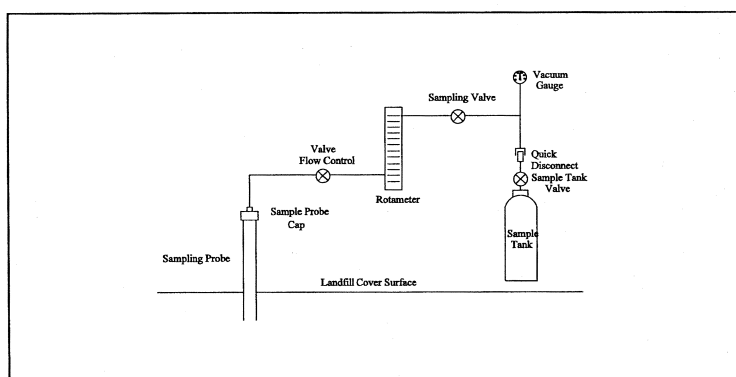 Vacuum
Gauge
Sampling Valve
Valve
Flow Control
Quick
Disconnect
Sample Tank
Valve
Rotameter
Sample Probe
Cap
Sample
Tank
Sampling Probe
Landfill Cover Surface